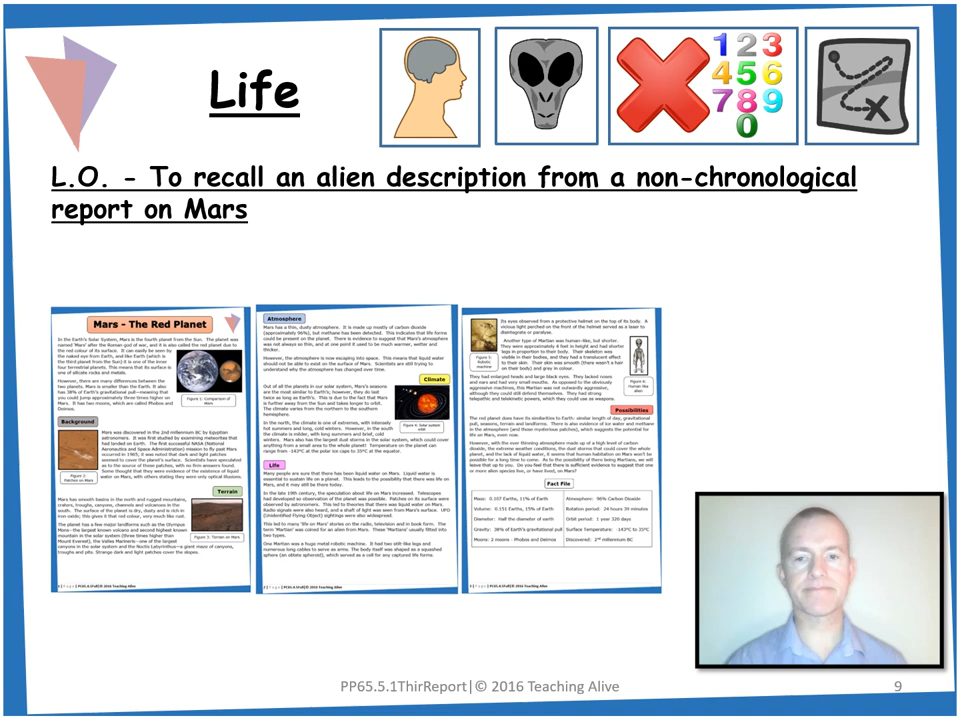 1 2 3
4 5 6
7 8 9
0
Life
L.O. - To recall an alien description from a non-chronological
report on Mars
Mars - The Red Planet
In the Earth's Solar System, Mars is the fourth planet from the Sun. The planet was
named 'Mars' after the Roman god of war, and it is also called the red planet due to
the red colour of its surface. It can easily be seen by
the naked eye from Earth, and like Earth (which is
the third planet from the Sun) it is one of the inner
four terrestrial planets. This means that its surface is
one of silicate rocks and metals.
However, there are many differences between the
two planets. Mars is smaller than the Earth. It also
has 38% of Earth's gravitational pull—meaning that
you could jump approximately three times higher on
Mars. It has two moons, which are called Phobos and
Deimos.
Figure 1: Comparison of
Mars
Background
Mars was discovered in the 2nd millennium BC by Egyptian
astronomers. It was first studied by examining meteorites that
had landed on Earth. The first successful NASA (National
Aeronautics and Space Administration) mission to fly past Mars
occurred in 1965; it was noted that dark and light patches
seemed to cover the planet's surface. Scientists have speculated
as to the source of those patches, with no firm answers found.
Some thought that they were evidence of the existence of liquid
water on Mars, with others stating they were only optical illusions.
Figure 2:
Patches on Mars
Terrain
Mars has smooth basins in the north and rugged mountains,
craters, troughs, canyons, channels and volcanoes in the
south. The surface of the planet is dry, dusty and is rich in
iron oxide; this gives it that red colour, very much like rust.
The planet has a few major landforms such as the Olympus
Mons—the largest known volcano and second highest known
mountain in the solar system (three times higher than
Mount Everest), the Valles Marineris—one of the largest
canyons in the solar system and the Noctis Labyrinthus—a giant maze of canyons,
troughs and pits. Strange dark and light patches cover the slopes.
Figure 3: Terrain on Mars
Atmosphere
Mars has a thin, dusty atmosphere. It is made up mostly of carbon dioxide
(approximately 96%), but methane has been detected. This indicates that life forms
could be present on the planet. There is evidence to suggest that Mars's atmosphere
was not always so thin, and at one point it used to be much warmer, wetter and
thicker.
However, the atmosphere is now escaping into space. This means that liquid water
should not be able to exist on the surface of Mars. Scientists are still trying to
understand why the atmosphere has changed over time.
Climate
Out of all the planets in our solar system, Mars's seasons
are the most similar to Earth's; however, they do last
twice as long as Earth's. This is due to the fact that Mars
is further away from the Sun and takes longer to orbit.
The climate varies from the northern to the southern
hemisphere.
In the north, the climate is one of extremes, with intensely
hot summers and long, cold winters. However, in the south
the climate is milder, with long summers and brief, cold
winters. Mars also has the largest dust storms in the solar system, which could cover
anything from a small area to the whole planet! Temperature on the planet can
range from -143°C at the polar ice caps to 35°C at the equator.
Figure 4: Solar system
orbit
Life
Many people are sure that there has been liquid water on Mars. Liquid water is
essential to sustain life on a planet. This leads to the possibility that there was life on
Mars, and it may still be there today.
In the late 19th century, the speculation about life on Mars increased. Telescopes
had developed so observation of the planet was possible. Patches on its surface were
observed by astronomers. This led to theories that there was liquid water on Mars.
Radio signals were also heard, and a shaft of light was seen from Mars's surface. UFO
(Unidentified Flying Object) sightings were also widespread.
This led to many 'life on Mars' stories on the radio, television and in book form. The
term 'Martian' was coined for an alien from Mars. These 'Martians' usually fitted into
two types.
One Martian was a huge metal-robotic machine. It had two stilt-like legs and
numerous long cables to serve as arms. The body itself was shaped as a squashed
sphere (an oblate spheroid), which served as a cell for any captured life forms.
Its eyes observed from a protective helmet on the top of its body. A
vicious light perched on the front of the helmet served as a laser to
disintegrate or paralyse.
Figure 5:
Robotic
machine
Another type of Martian was human-like, but shorter.
They were approximately 4 feet in height and had shorter
legs in proportion to their body. Their skeleton was
visible in their bodies, and they had a translucent affect
to their skin. Their skin was smooth (there wasn't a hair
on their body) and grey in colour.
They had enlarged heads and large black eyes. They lacked noses
and ears and had very small mouths. As opposed to the obviously
aggressive machines, this Martian was not outwardly aggressive,
although they could still defend themselves. They had strong
telepathic and telekinetic powers, which they could use as weapons.
Figure 6:
Human like
alien
Possibilities
The red planet does have its similarities to Earth: similar length of day, gravitational
pull, seasons, terrain and landforms. There is also evidence of ice water and methane
in the atmosphere (and those mysterious patches), which suggests the potential for
life on Mars, even now.
However, with the ever thinning atmosphere made up of a high level of carbon
dioxide, the extreme weather conditions, the dust storms that could cover the whole
planet, and the lack of liquid water, it seems that human habitation on Mars won't be
possible for a long time to come. As to the possibility of there being Martians, we will
leave that up to you. Do you feel that there is sufficient evidence to suggest that one
or more alien species live, or have lived, on Mars?
Fact File
Mass: 0.107 Earths, 11% of Earth
Atmosphere: 96% Carbon Dioxide
Volume: 0.151 Earths, 15% of Earth
Rotation period: 24 hours 39 minutes
Diameter: Half the diameter of earth
Orbit period: 1 year 320 days
Gravity: 38% of Earth's gravitational pull
Surface Temperature: -143°C to 35°C
Moons: 2 moons - Phobos and Deimos
Discovered: 2nd millennium BC
PP65.5.1ThirReport|© 2016 Teaching Alive
9